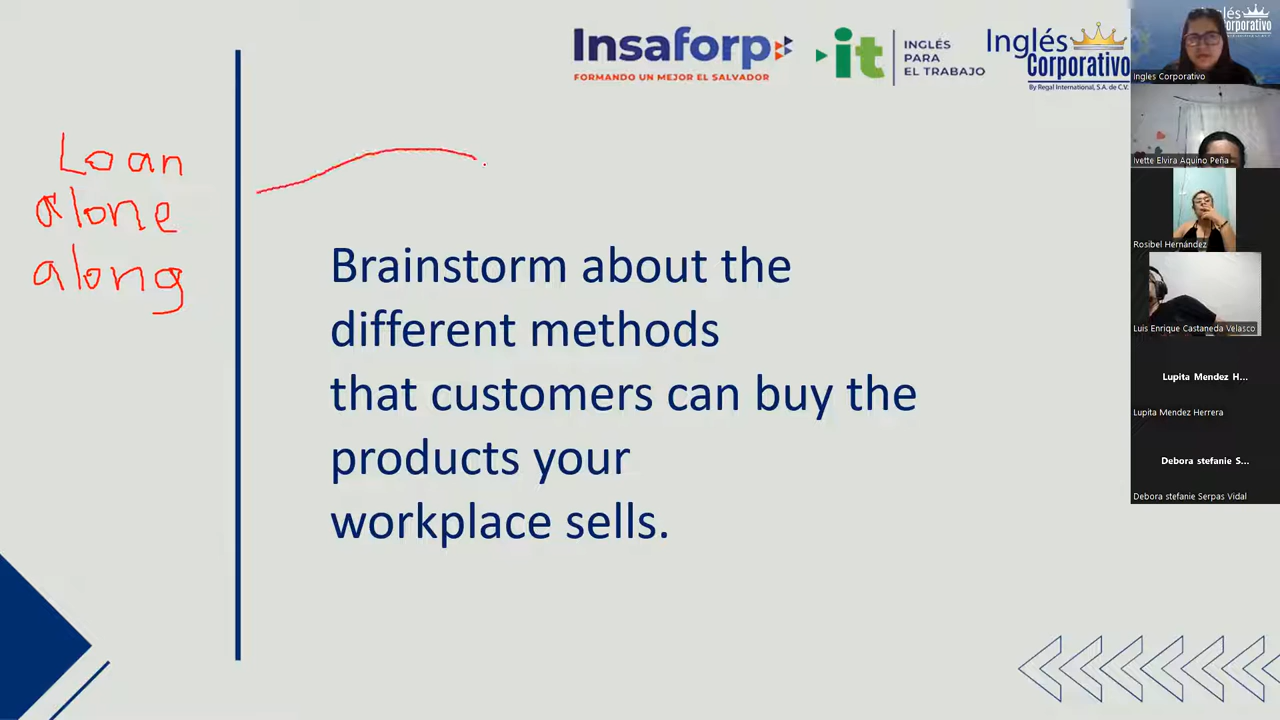 Insaforp
FORMANDO UN MEJOR EL SALVADOR
it
INGLÉS
PARA
EL TRABAJO
Inglés
Corporativo
By Regal International, S.A. de C.V.
Loan
alone
along
Brainstorm about the
different methods
that customers can buy the
products your
workplace sells.
Ingles Corporativo
Ivette Elvira Aquino Peña
Rosibel Hernández
Luis Enrique Castaneda Velasco
Lupita Mendez H...
Lupita Mendez Herrera
Debora stefanie S...
Debora stefanie Serpas Vidal